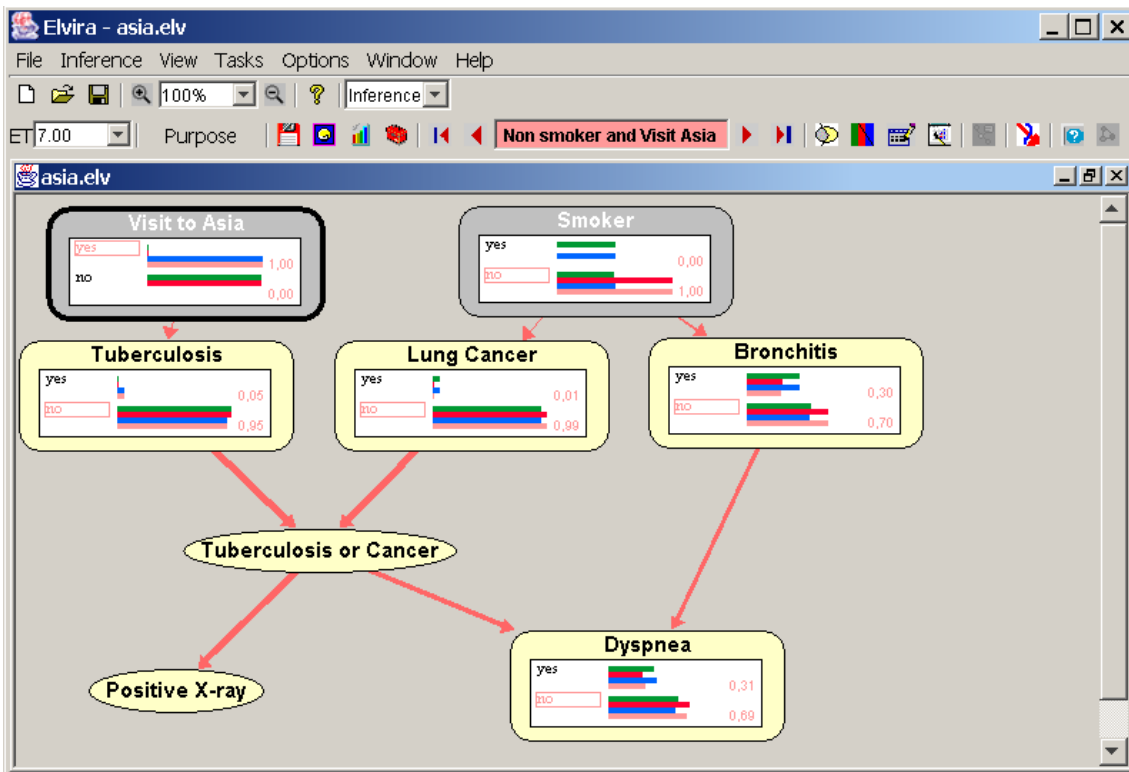 Elvira - asia.elv
File Inference View Tasks Options Window Help
100% Inference
ET 7.00 Purpose Non smoker and Visit Asia
asia.elv
Visit to Asia
yes
1,00
no
0,00
Smoker
yes
0,00
no
1,00
Tuberculosis
yes
0,05
no
0,95
Lung Cancer
yes
0,01
no
0,99
Bronchitis
yes
0,30
no
0,70
Tuberculosis or Cancer
Positive X-ray
Dyspnea
yes
0,31
no
0,69